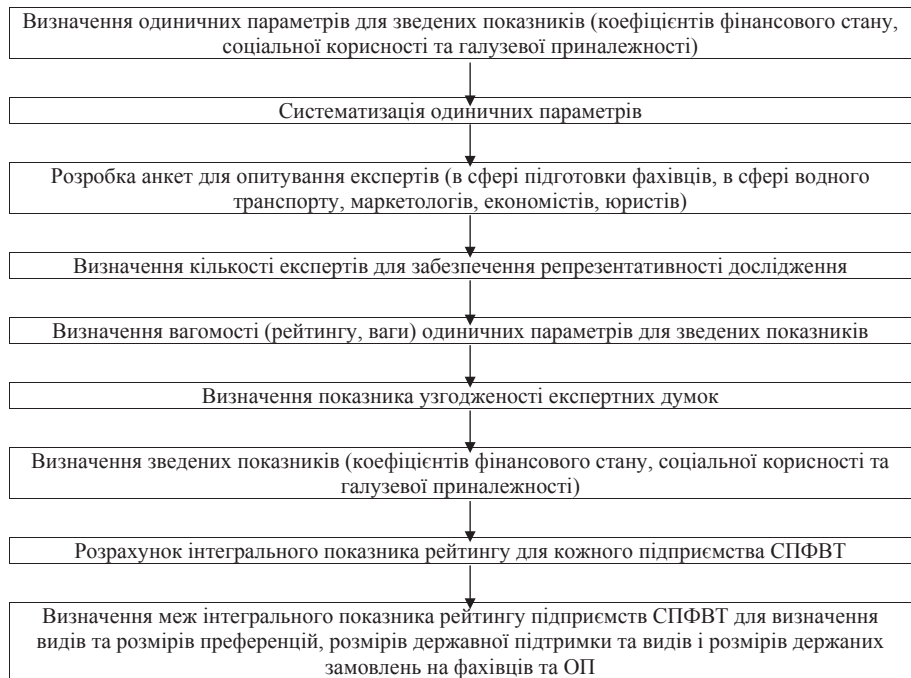 Визначення одиничних параметрів для зведених показників (коефіцієнтів фінансового стану,
соціальної корисності та галузевої приналежності)
Систематизація одиничних параметрів
Розробка анкет для опитування експертів (в сфері підготовки фахівців, в сфері водного
транспорту, маркетологів, економістів, юристів)
Визначення кількості експертів для забезпечення репрезентативності дослідження
Визначення вагомості (рейтингу, ваги) одиничних параметрів для зведених показників
Визначення показника узгодженості експертних думок
Визначення зведених показників (коефіцієнтів фінансового стану, соціальної корисності та
галузевої приналежності)
Розрахунок інтегрального показника рейтингу для кожного підприємства СПФВТ
Визначення меж інтегрального показника рейтингу підприємств СПФВТ для визначення
видів та розмірів преференцій, розмірів державної підтримки та видів і розмірів держаних
замовлень на фахівців та ОП